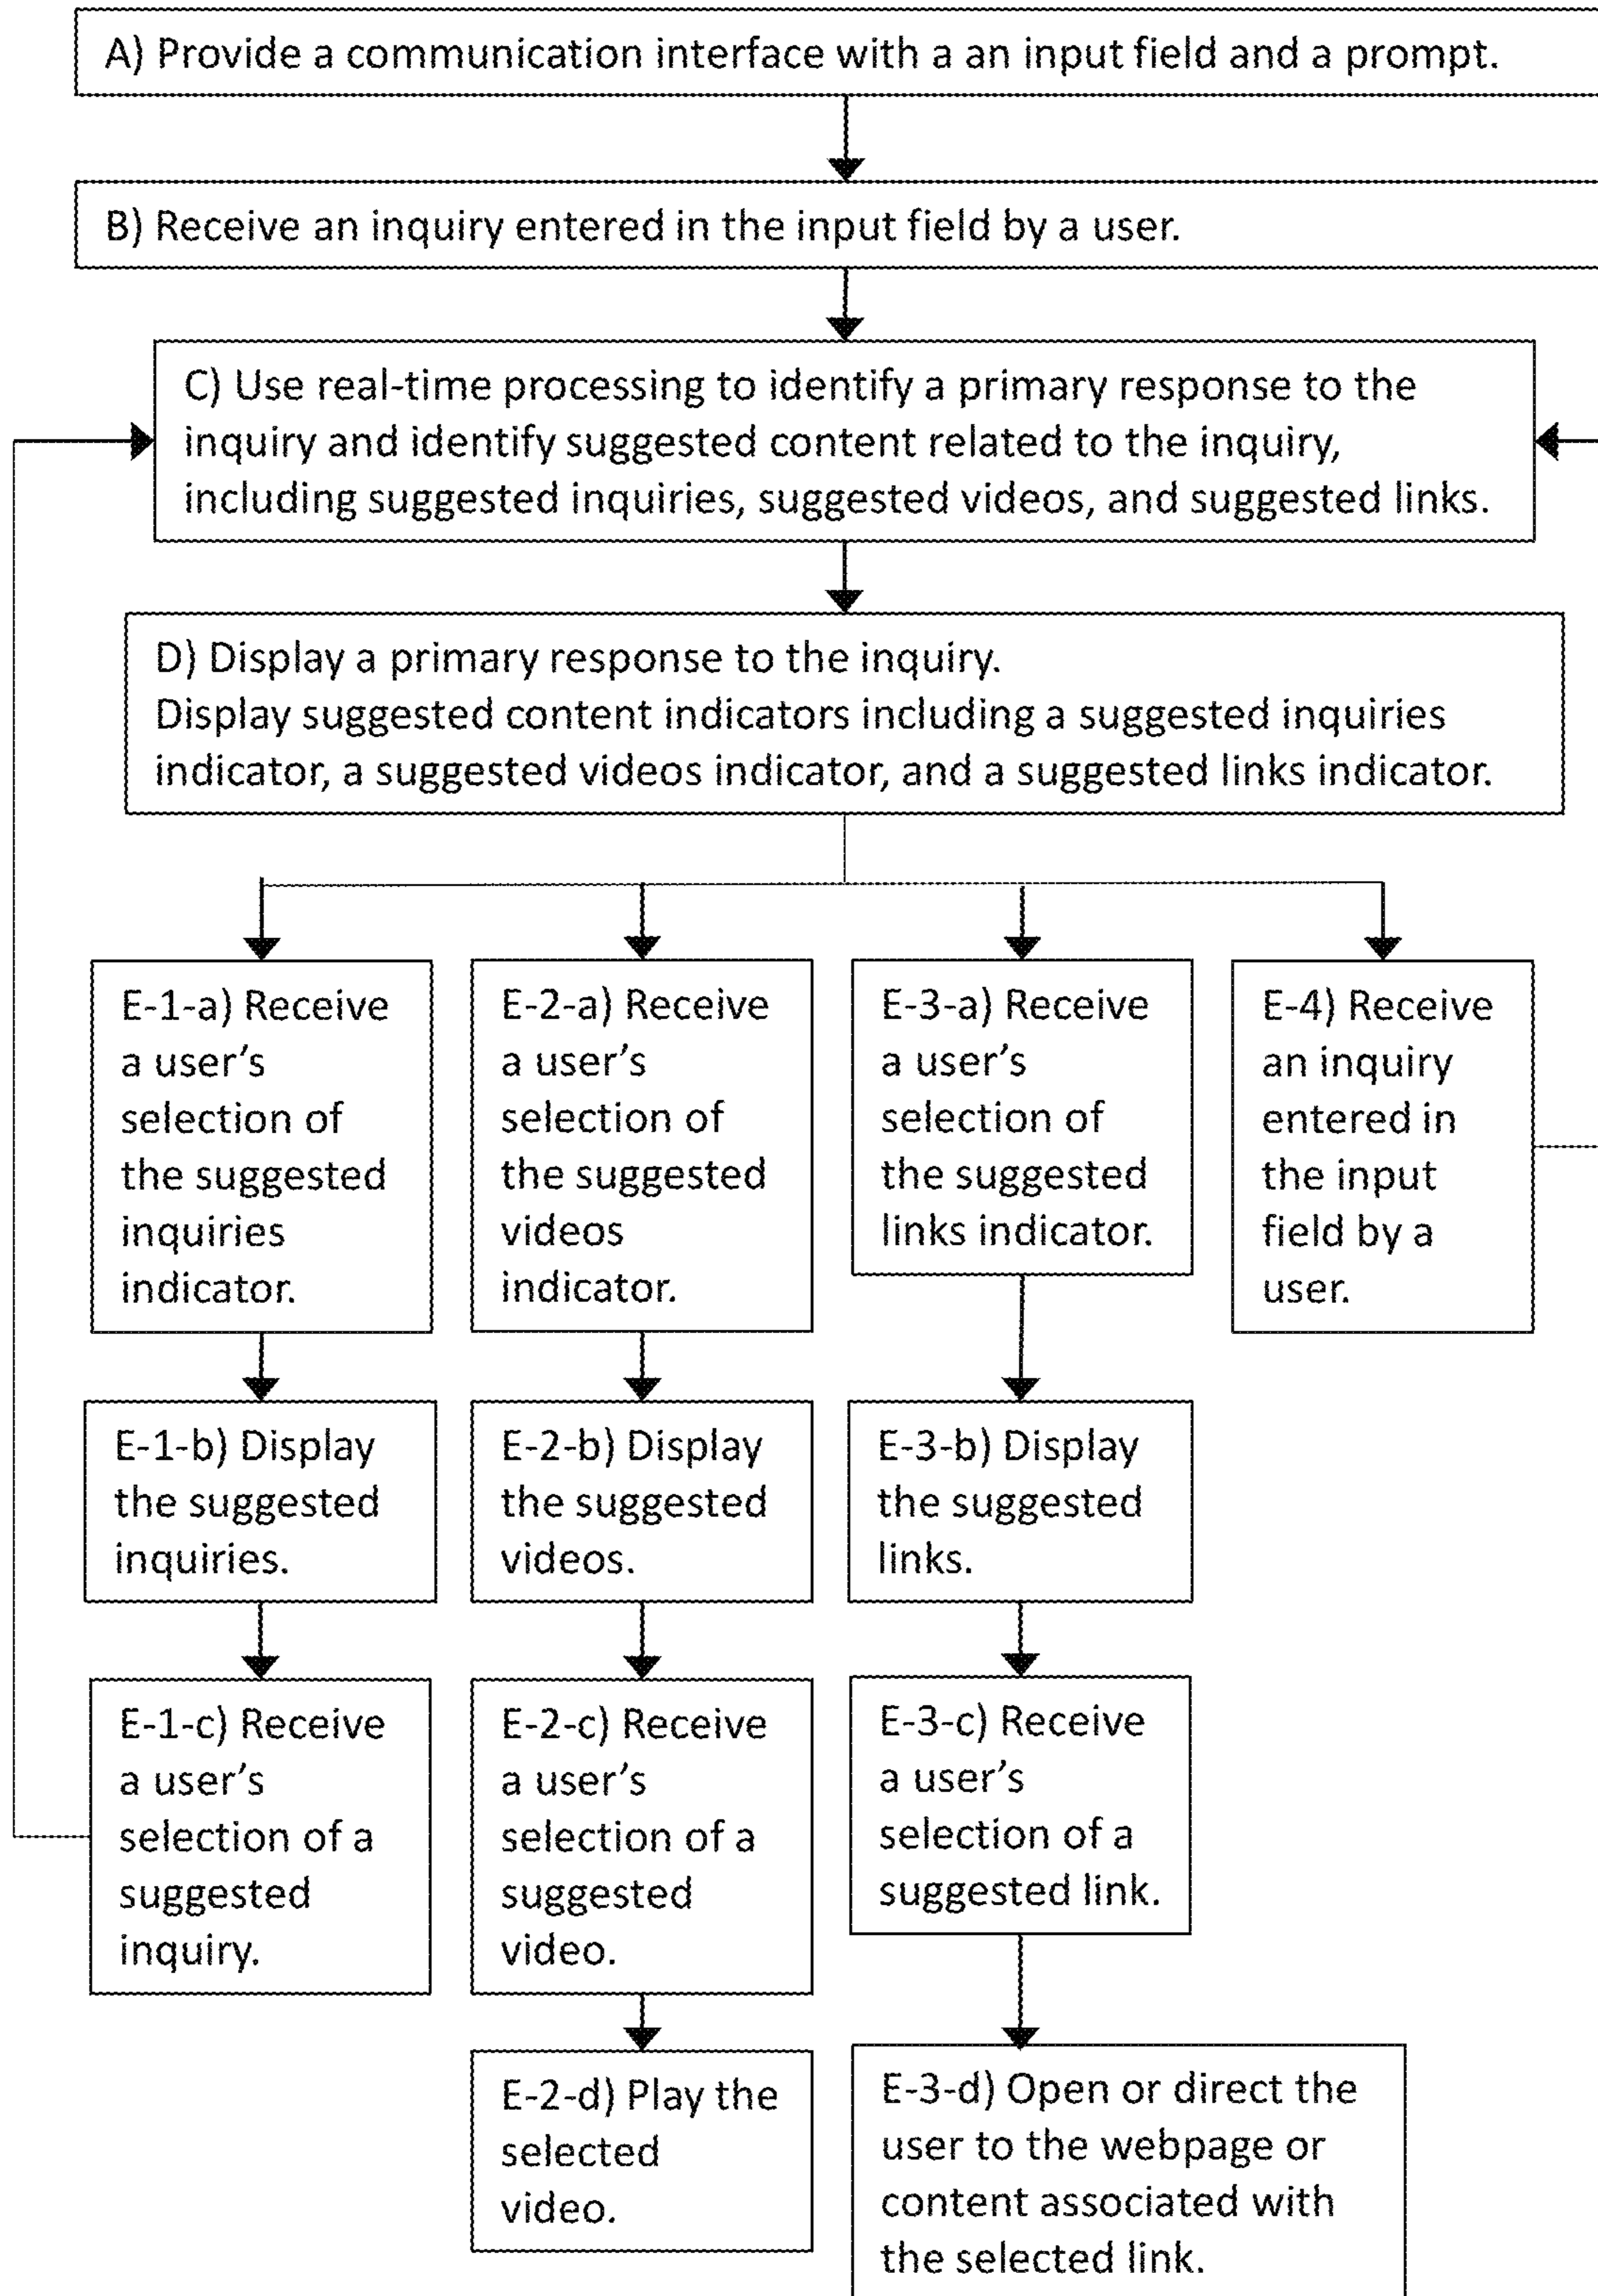 A) Provide a communication interface with a an input field and a prompt.
B) Receive an inquiry entered in the input field by a user.
C) Use real-time processing to identify a primary response to the
inquiry and identify suggested content related to the inquiry,
including suggested inquiries, suggested videos, and suggested links.
D) Display a primary response to the inquiry.
Display suggested content indicators including a suggested inquiries
indicator, a suggested videos indicator, and a suggested links indicator.
E-1-a) Receive
a user’s
selection of
the suggested
inquiries
indicator.
E-2-a) Receive
a user’s
selection of
the suggested
videos
indicator.
E-3-a) Receive
a user’s
selection of
the suggested
links indicator.
E-4) Receive
an inquiry
entered in
the input
field by a
user.
E-1-b) Display
the suggested
inquiries.
E-2-b) Display
the suggested
videos.
E-3-b) Display
the suggested
links.
E-1-c) Receive
a user’s
selection of a
suggested
inquiry.
E-2-c) Receive
a user’s
selection of a
suggested
video.
E-3-c) Receive
a user’s
selection of a
suggested link.
E-2-d) Play the
selected
video.
E-3-d) Open or direct the
user to the webpage or
content associated with
the selected link.